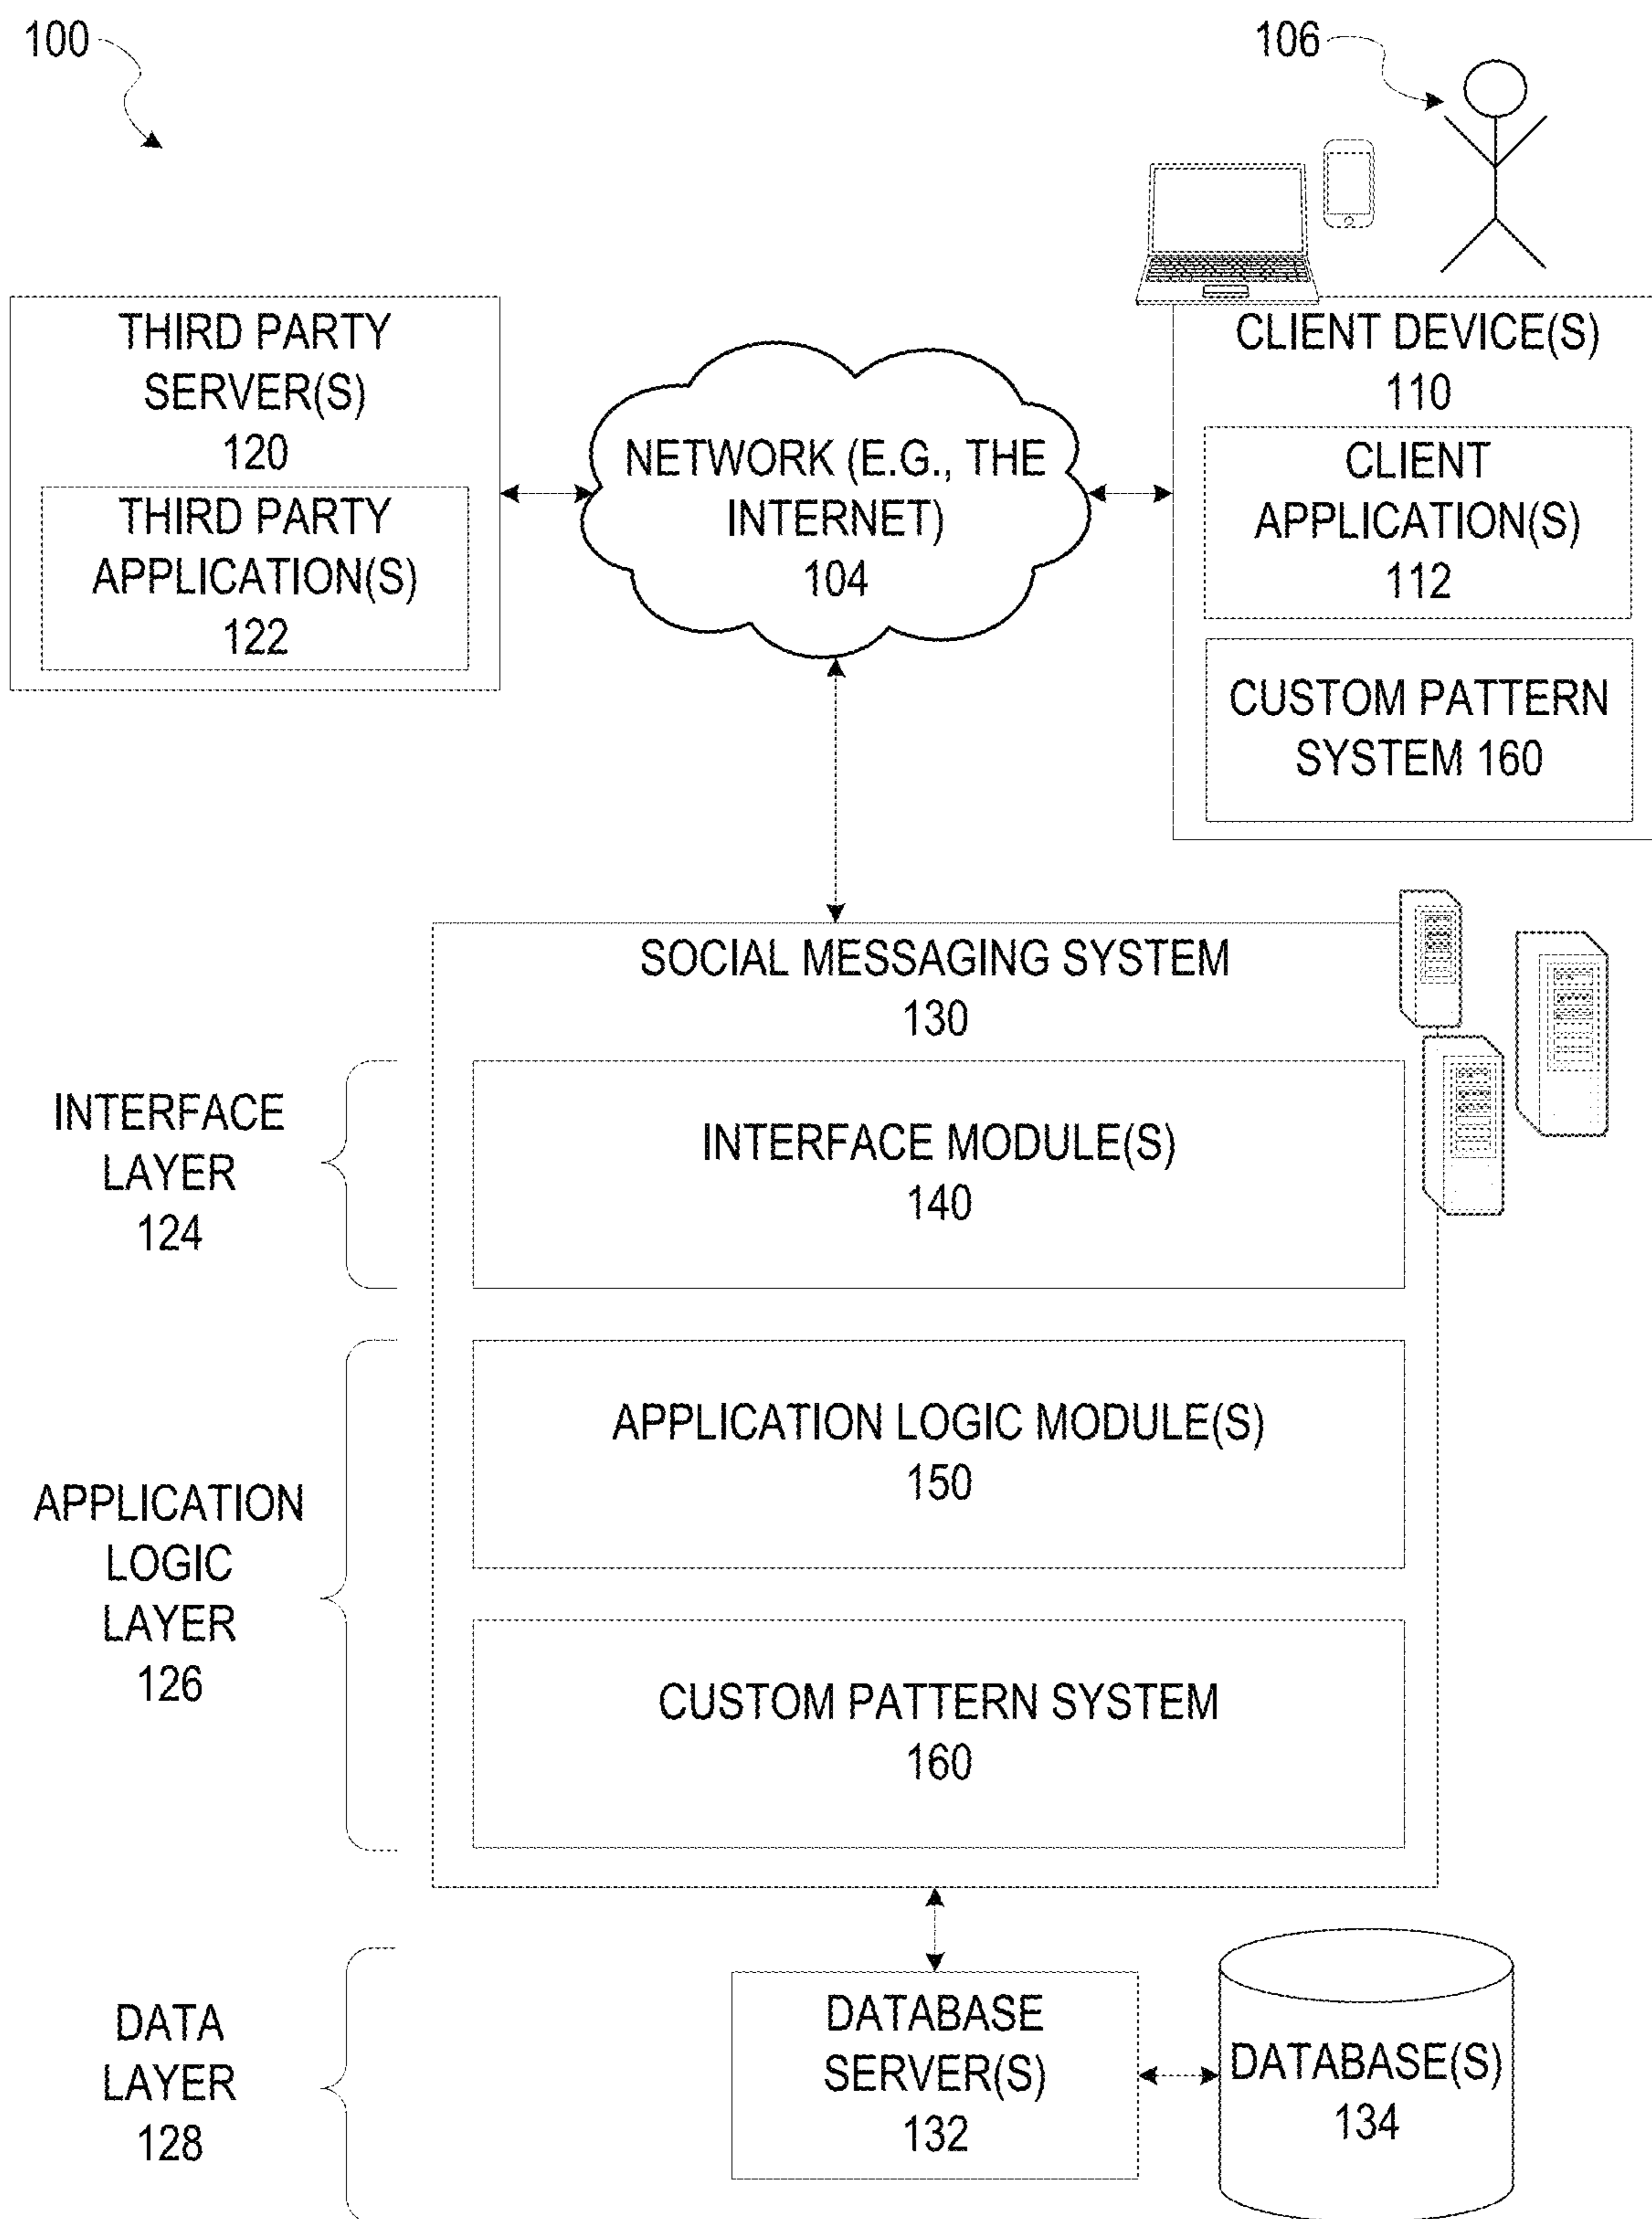 100
106
THIRD PARTY
SERVER(S)
120
THIRD PARTY
APPLICATION(S)
122
NETWORK (E.G., THE
INTERNET)
104
CLIENT DEVICE(S)
110
CLIENT
APPLICATION(S)
112
CUSTOM PATTERN
SYSTEM 160
SOCIAL MESSAGING SYSTEM
130
INTERFACE
LAYER
124
INTERFACE MODULE(S)
140
APPLICATION
LOGIC
LAYER
126
APPLICATION LOGIC MODULE(S)
150
CUSTOM PATTERN SYSTEM
160
DATA
LAYER
128
DATABASE
SERVER(S)
132
DATABASE(S)
134